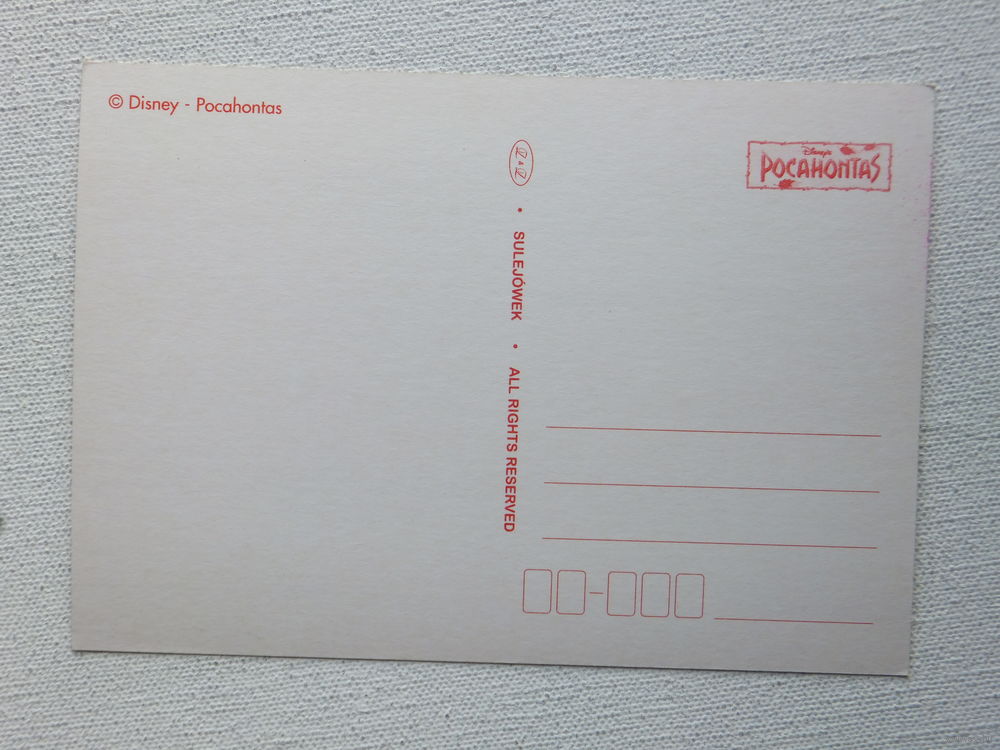 © Disney - Pocahontas
Disney's
POCAHONTAS
• SULEJÓWEK • ALL RIGHTS RESERVED